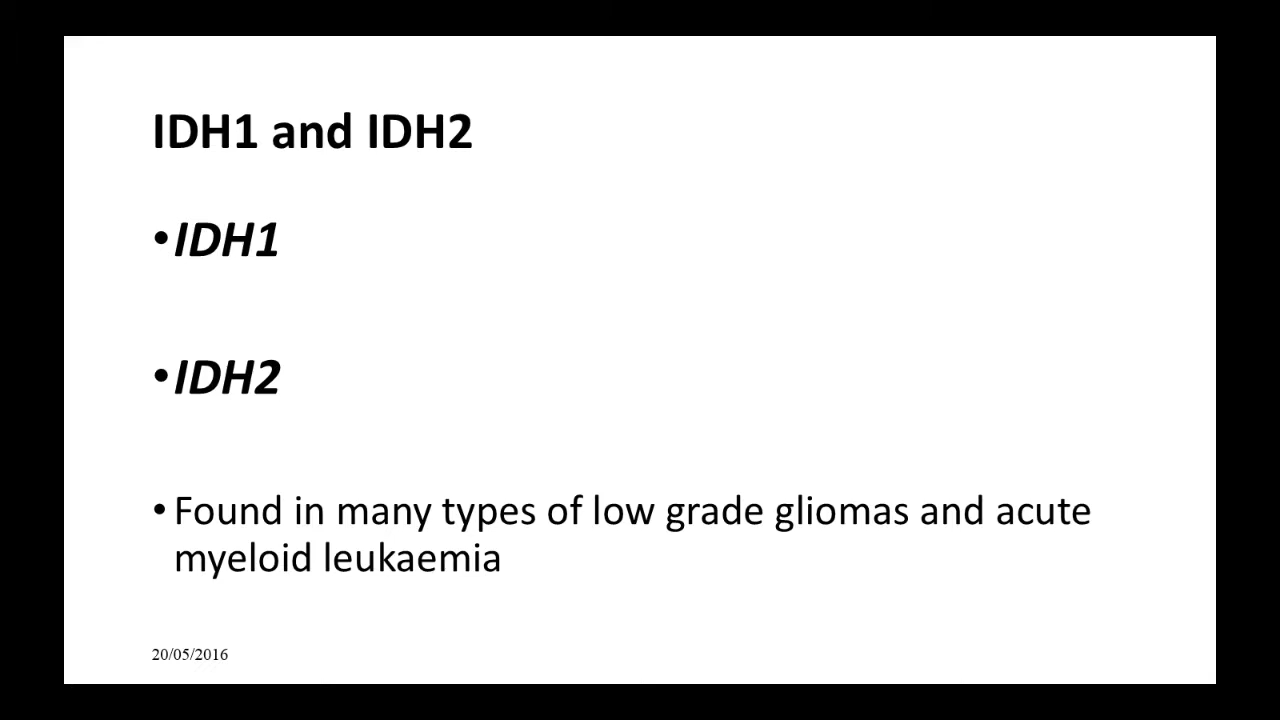 IDH1 and IDH2
•IDH1
•IDH2
•Found in many types of low grade gliomas and acute
myeloid leukaemia
20/05/2016